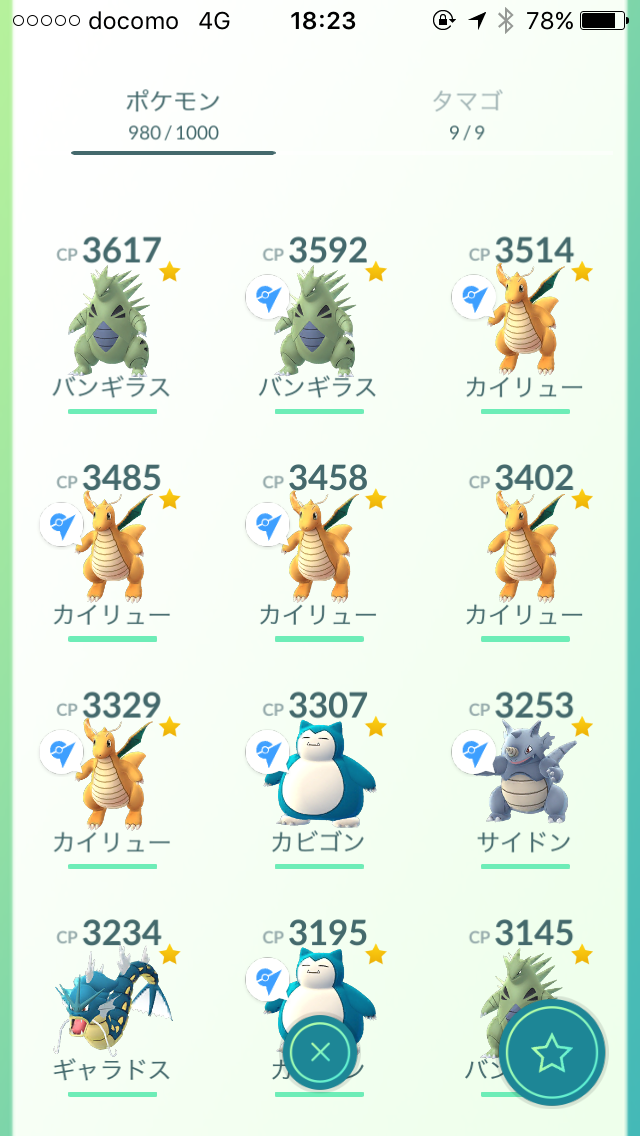 docomo 4G 18:23 78%
ポケモン タマゴ
980 / 1000 9 / 9
CP 3617 CP 3592 CP 3514
バンギラス バンギラス カイリュー
CP 3485 CP 3458 CP 3402
カイリュー カイリュー カイリュー
CP 3329 CP 3307 CP 3253
カイリュー カビゴン サイドン
CP 3234 CP 3195 CP 3145
ギャラドス カ ン バン